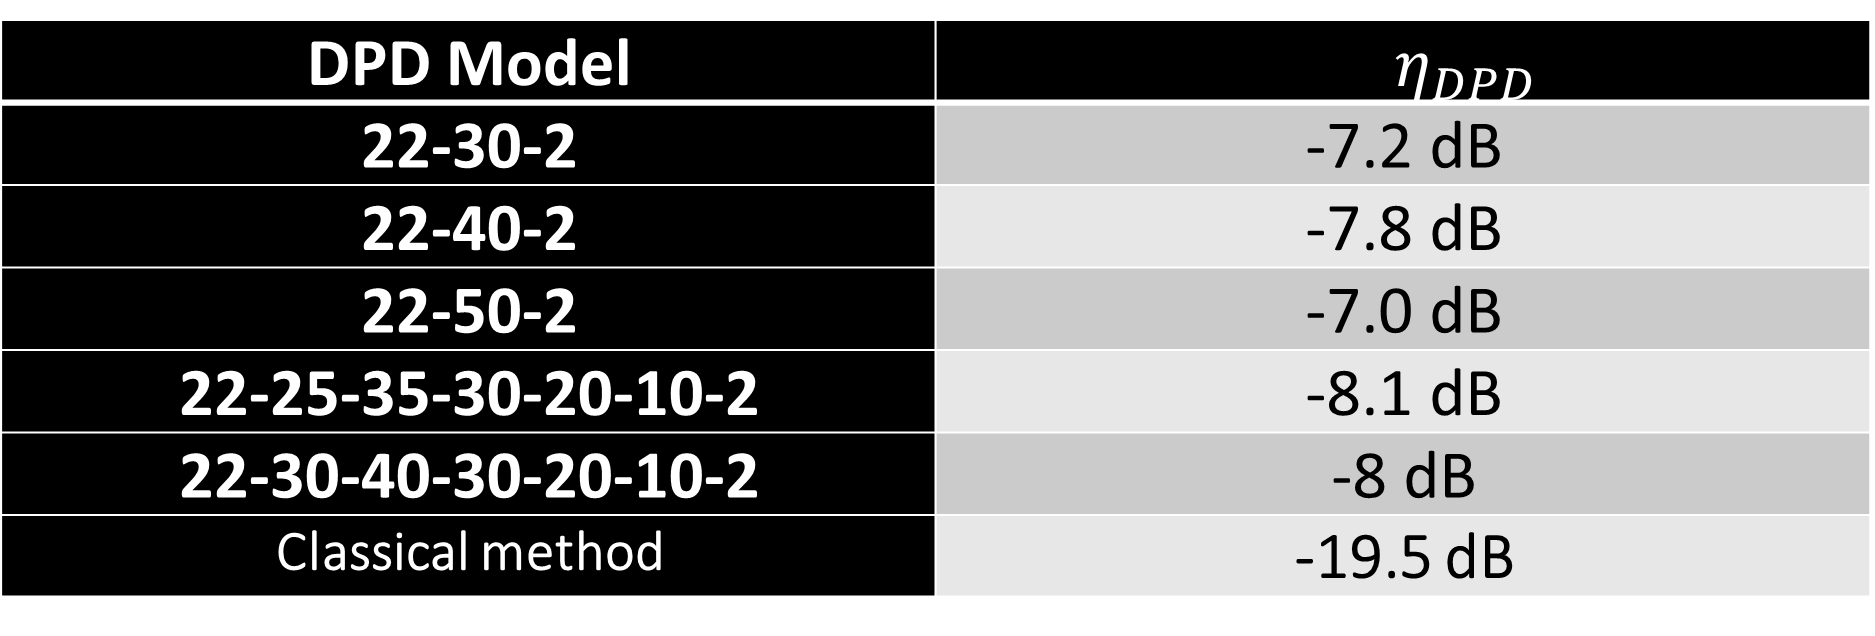 DPD Model η_DPD
22-30-2 -7.2 dB
22-40-2 -7.8 dB
22-50-2 -7.0 dB
22-25-35-30-20-10-2 -8.1 dB
22-30-40-30-20-10-2 -8 dB
Classical method -19.5 dB